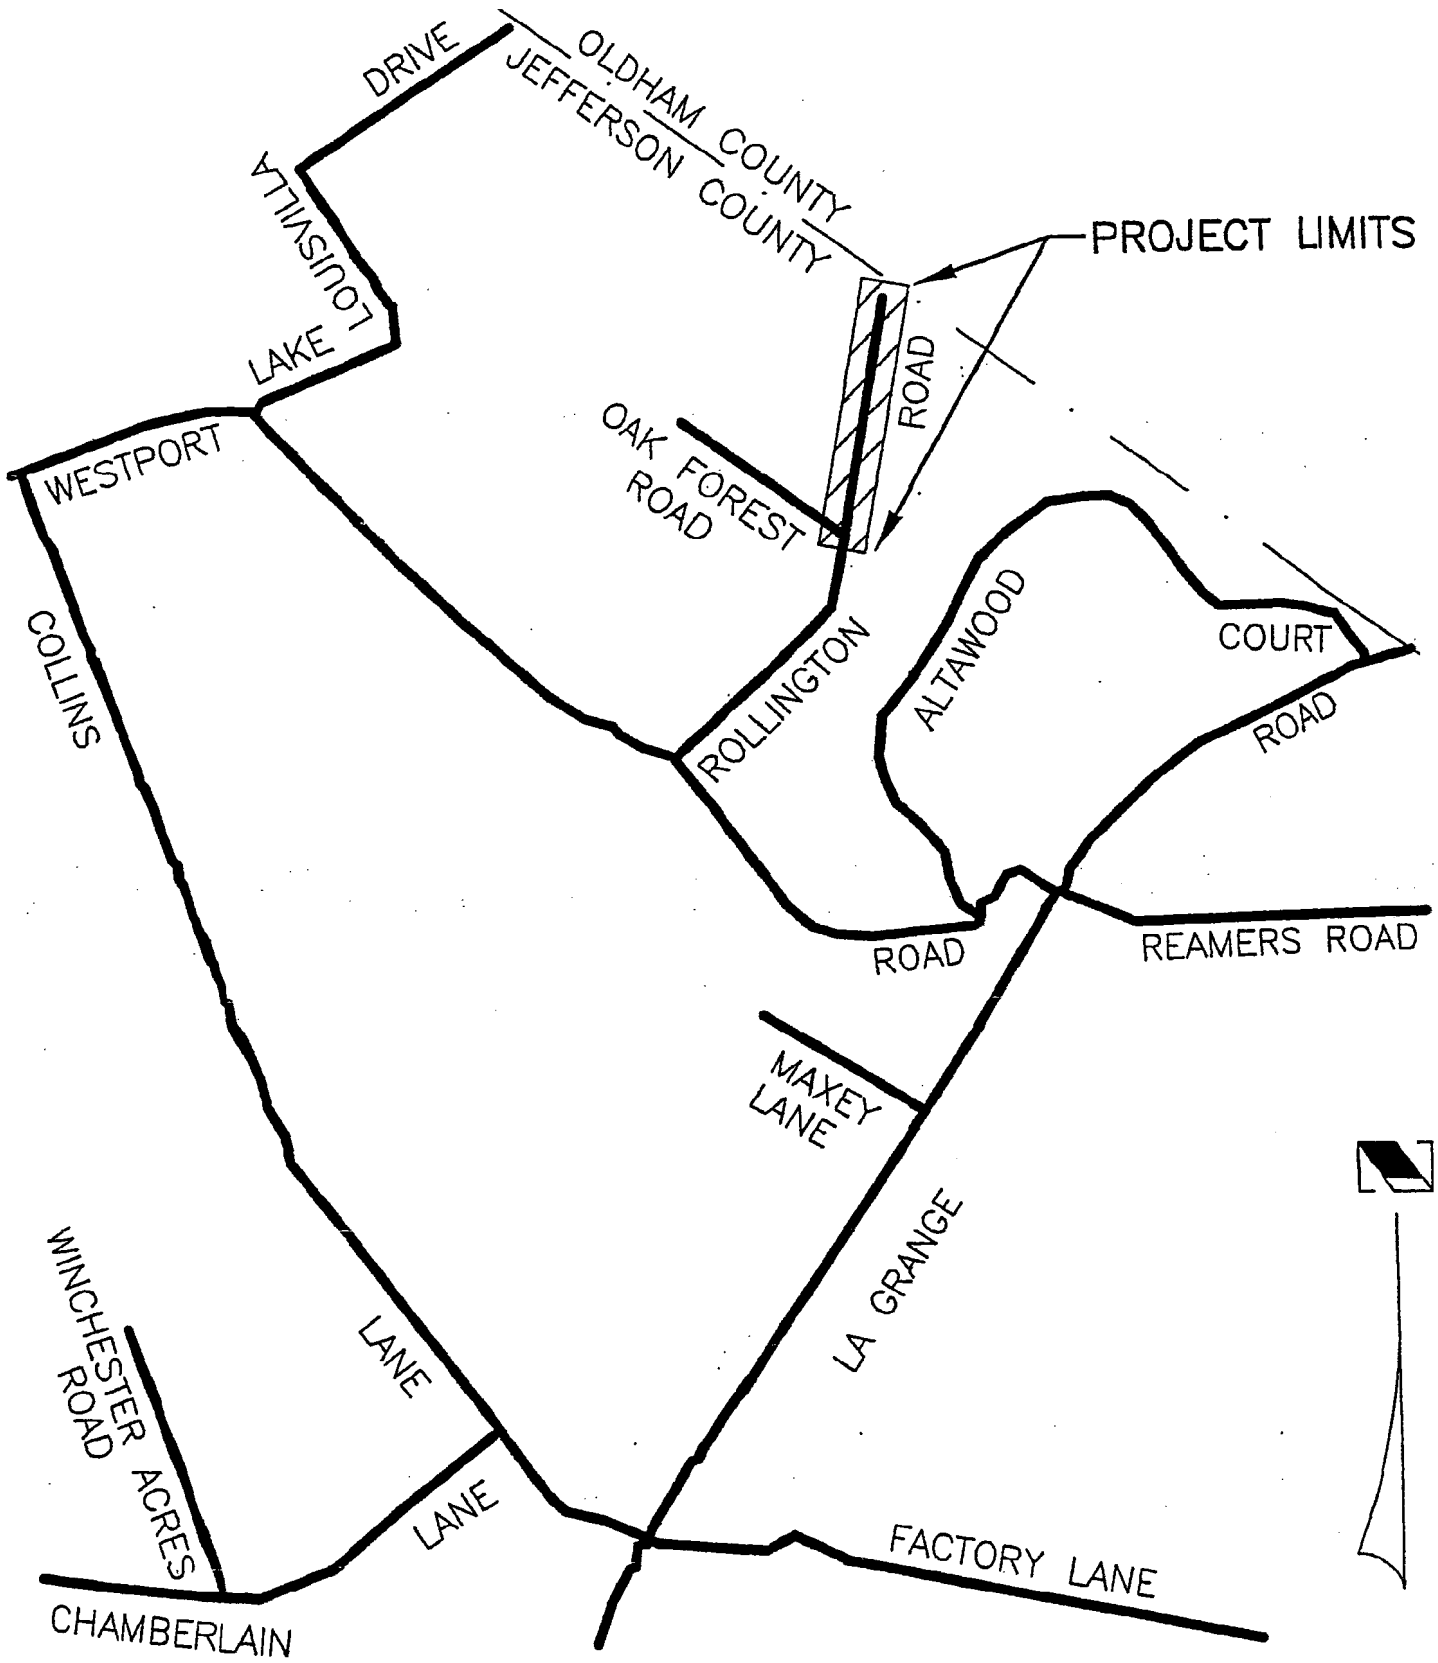 DRIVE
OLDHAM COUNTY
JEFFERSON COUNTY
LOUISVILLA
PROJECT LIMITS
LAKE
ROAD
WESTPORT
OAK FOREST
ROAD
COLLINS
ALTAWOOD
COURT
ROLLINGTON
ROAD
ROAD
REAMERS ROAD
MAXEY
LANE
N
LA GRANGE
WINCHESTER ACRES
ROAD
LANE
LANE
FACTORY LANE
CHAMBERLAIN